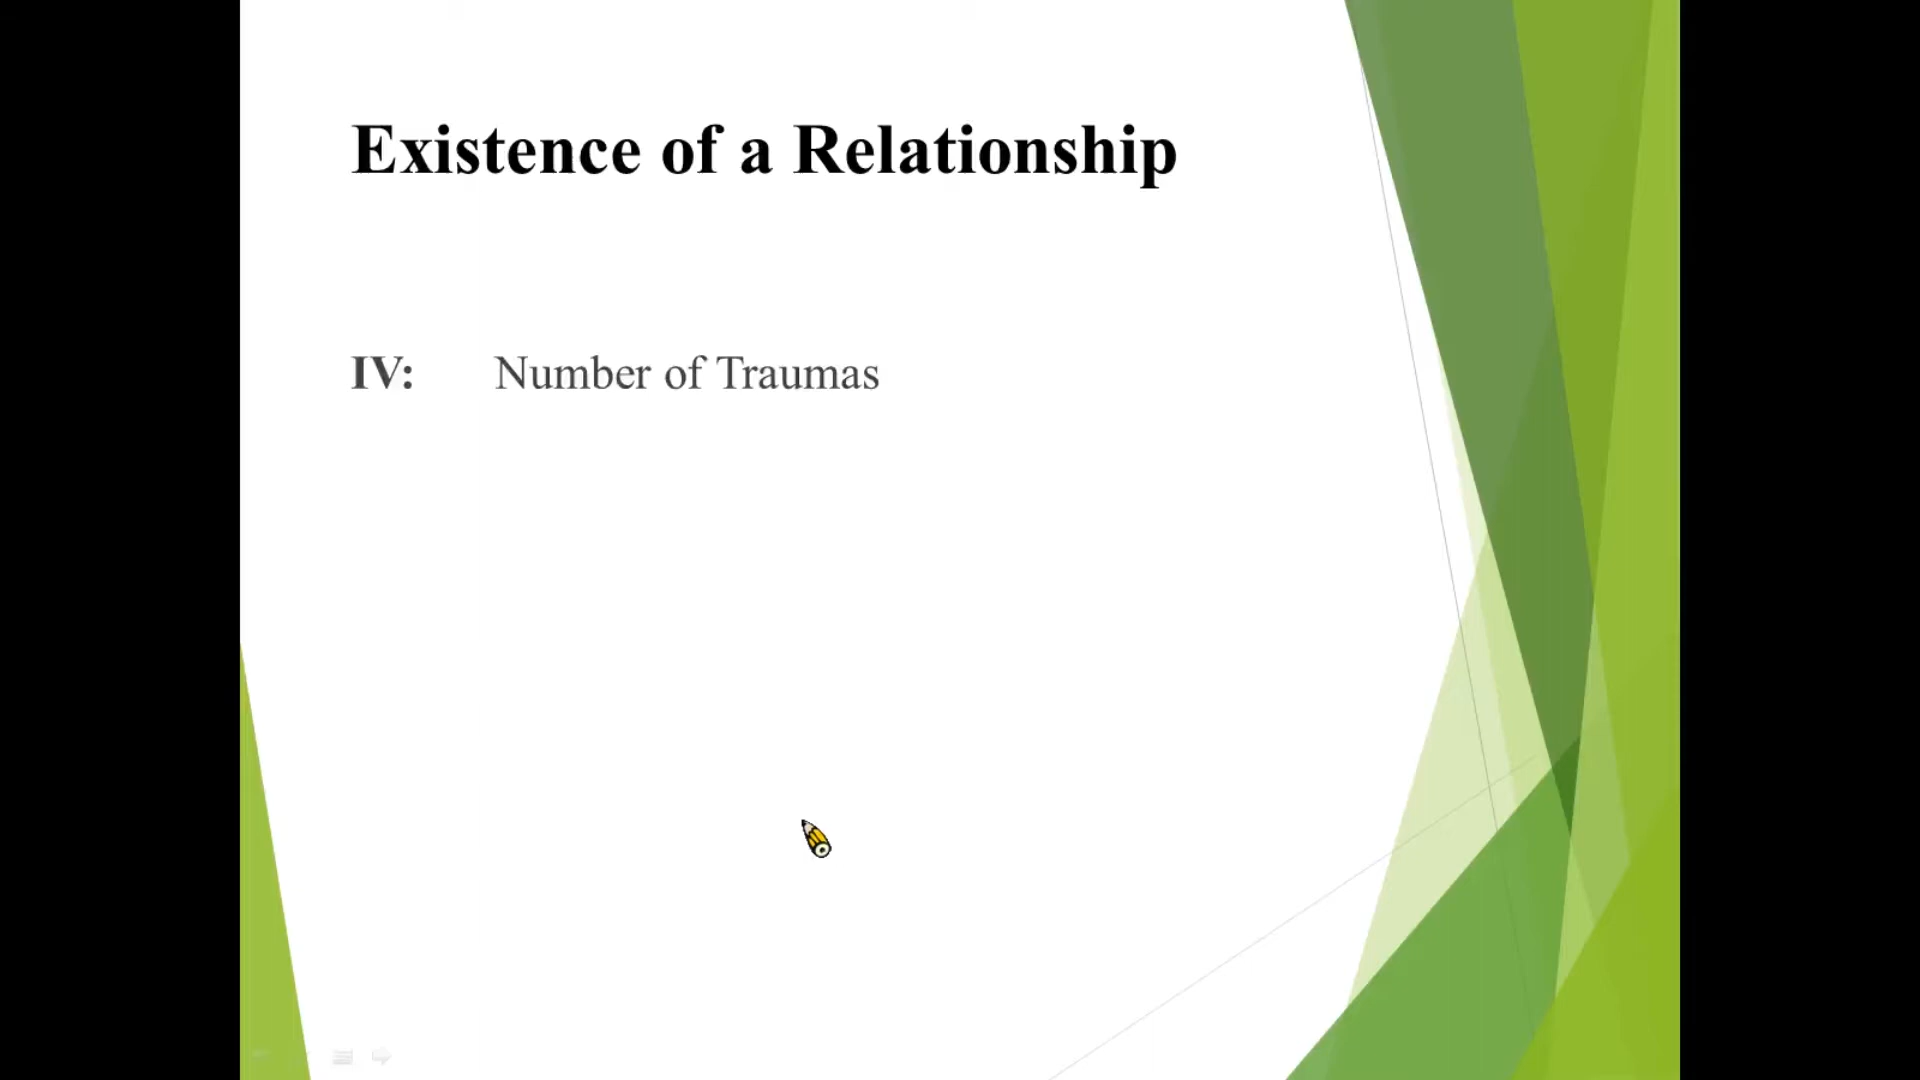 Existence of a Relationship
IV: Number of Traumas